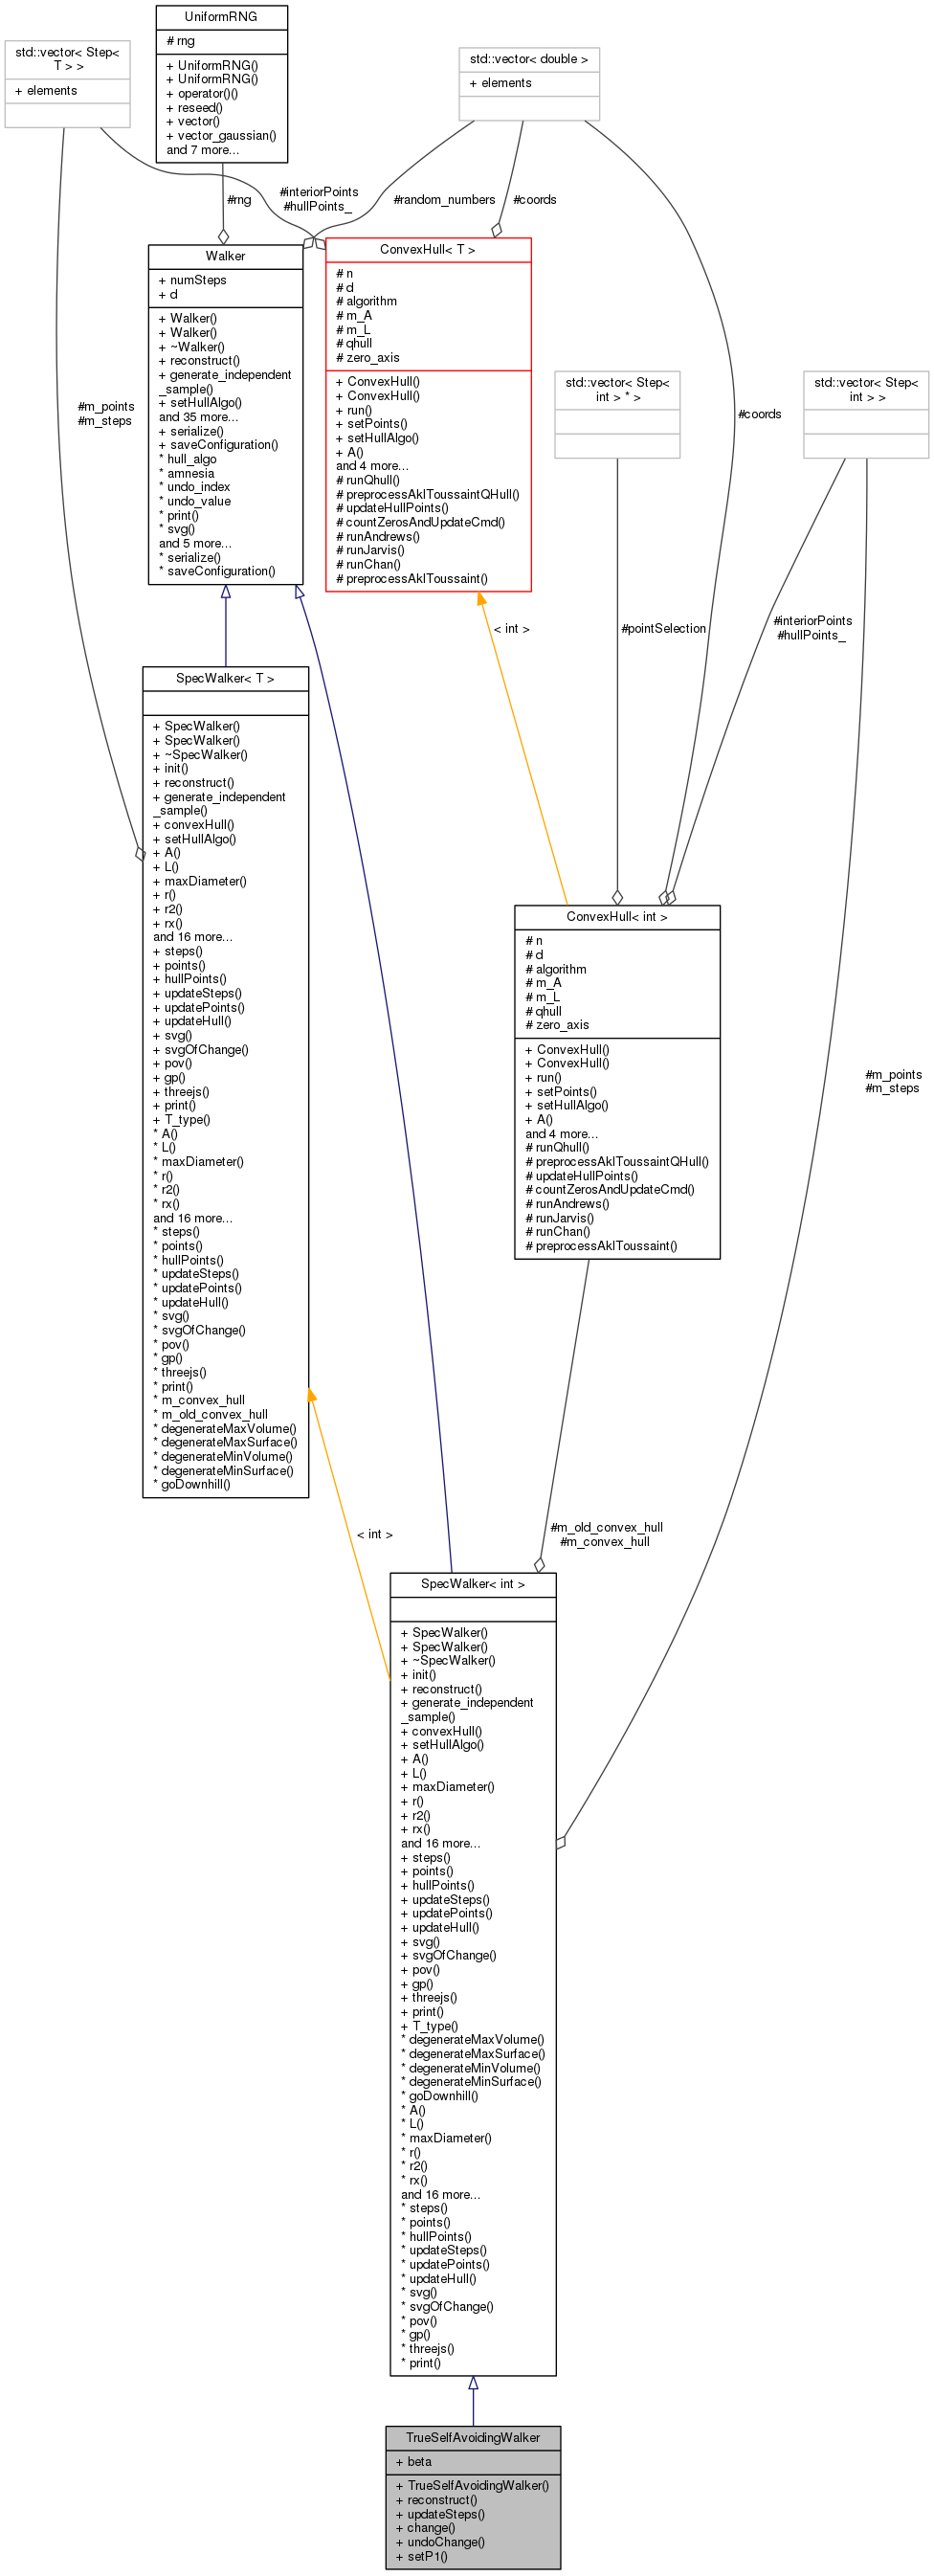 UniformRNG
# rng
+ UniformRNG()
+ UniformRNG()
+ operator()()
+ reseed()
+ vector()
+ vector_gaussian()
and 7 more...
std::vector< Step<
T > >
+ elements
std::vector< double >
+ elements
#rng
#interiorPoints
#hullPoints_
#random_numbers
#coords
Walker
+ numSteps
+ d
+ Walker()
+ Walker()
+ ~Walker()
+ reconstruct()
+ generate_independent
_sample()
+ setHullAlgo()
and 35 more...
+ serialize()
+ saveConfiguration()
* hull_algo
* amnesia
* undo_index
* undo_value
* print()
* svg()
and 5 more...
* serialize()
* saveConfiguration()
ConvexHull< T >
# n
# d
# algorithm
# m_A
# m_L
# qhull
# zero_axis
+ ConvexHull()
+ ConvexHull()
+ run()
+ setPoints()
+ setHullAlgo()
+ A()
and 4 more...
# runQhull()
# preprocessAklToussaintQHull()
# updateHullPoints()
# countZerosAndUpdateCmd()
# runAndrews()
# runJarvis()
# runChan()
# preprocessAklToussaint()
std::vector< Step<
int > * >
std::vector< Step<
int > >
#m_points
#m_steps
#coords
< int >
#pointSelection
#interiorPoints
#hullPoints_
SpecWalker< T >
+ SpecWalker()
+ SpecWalker()
+ ~SpecWalker()
+ init()
+ reconstruct()
+ generate_independent
_sample()
+ convexHull()
+ setHullAlgo()
+ A()
+ L()
+ maxDiameter()
+ r()
+ r2()
+ rx()
and 16 more...
+ steps()
+ points()
+ hullPoints()
+ updateSteps()
+ updatePoints()
+ updateHull()
+ svg()
+ svgOfChange()
+ pov()
+ gp()
+ threejs()
+ print()
+ T_type()
* A()
* L()
* maxDiameter()
* r()
* r2()
* rx()
and 16 more...
* steps()
* points()
* hullPoints()
* updateSteps()
* updatePoints()
* updateHull()
* svg()
* svgOfChange()
* pov()
* gp()
* threejs()
* print()
* m_convex_hull
* m_old_convex_hull
* degenerateMaxVolume()
* degenerateMaxSurface()
* degenerateMinVolume()
* degenerateMinSurface()
* goDownhill()
ConvexHull< int >
# n
# d
# algorithm
# m_A
# m_L
# qhull
# zero_axis
+ ConvexHull()
+ ConvexHull()
+ run()
+ setPoints()
+ setHullAlgo()
+ A()
and 4 more...
# runQhull()
# preprocessAklToussaintQHull()
# updateHullPoints()
# countZerosAndUpdateCmd()
# runAndrews()
# runJarvis()
# runChan()
# preprocessAklToussaint()
#m_points
#m_steps
< int >
#m_old_convex_hull
#m_convex_hull
SpecWalker< int >
+ SpecWalker()
+ SpecWalker()
+ ~SpecWalker()
+ init()
+ reconstruct()
+ generate_independent
_sample()
+ convexHull()
+ setHullAlgo()
+ A()
+ L()
+ maxDiameter()
+ r()
+ r2()
+ rx()
and 16 more...
+ steps()
+ points()
+ hullPoints()
+ updateSteps()
+ updatePoints()
+ updateHull()
+ svg()
+ svgOfChange()
+ pov()
+ gp()
+ threejs()
+ print()
+ T_type()
* degenerateMaxVolume()
* degenerateMaxSurface()
* degenerateMinVolume()
* degenerateMinSurface()
* goDownhill()
* A()
* L()
* maxDiameter()
* r()
* r2()
* rx()
and 16 more...
* steps()
* points()
* hullPoints()
* updateSteps()
* updatePoints()
* updateHull()
* svg()
* svgOfChange()
* pov()
* gp()
* threejs()
* print()
TrueSelfAvoidingWalker
+ beta
+ TrueSelfAvoidingWalker()
+ reconstruct()
+ updateSteps()
+ change()
+ undoChange()
+ setP1()